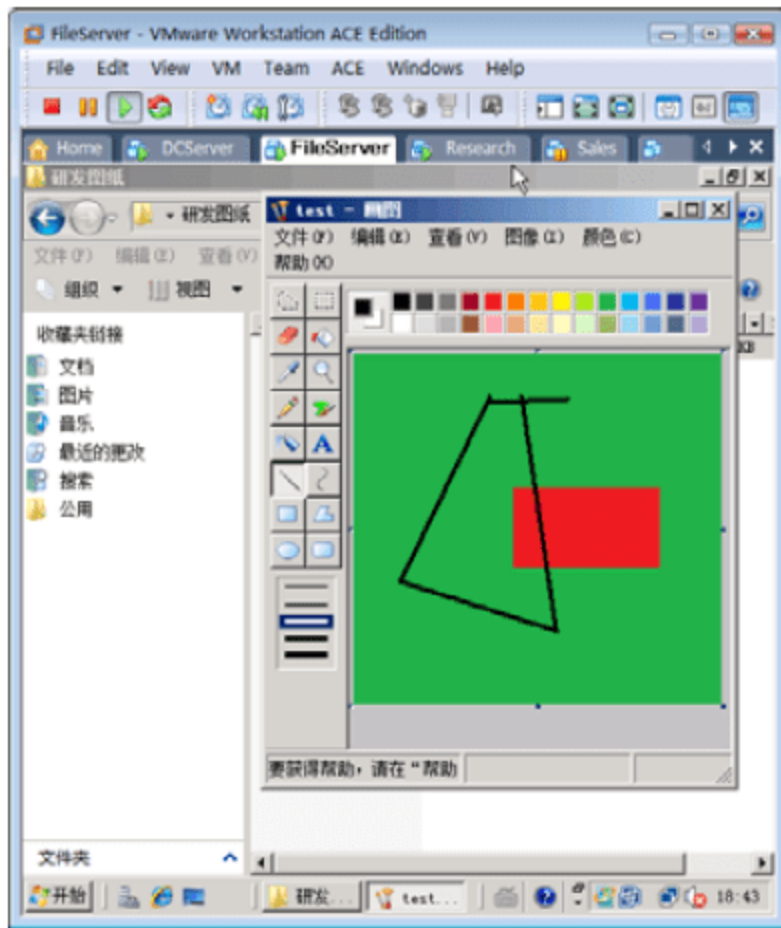 FileServer - VMware Workstation ACE Edition
File Edit View VM Team ACE Windows Help
Home DCServer FileServer Research Sales
研发图纸
研发图纸
test - 画图
文件(F) 编辑(E) 查看(V)
文件(F) 编辑(E) 查看(V) 图像(I) 颜色(C)
帮助(H)
组织 视图
收藏夹链接
文档
图片
音乐
最近的更改
搜索
公用
KB
A
要获得帮助，请在“帮助
文件夹
开始 研发... test... 18:43